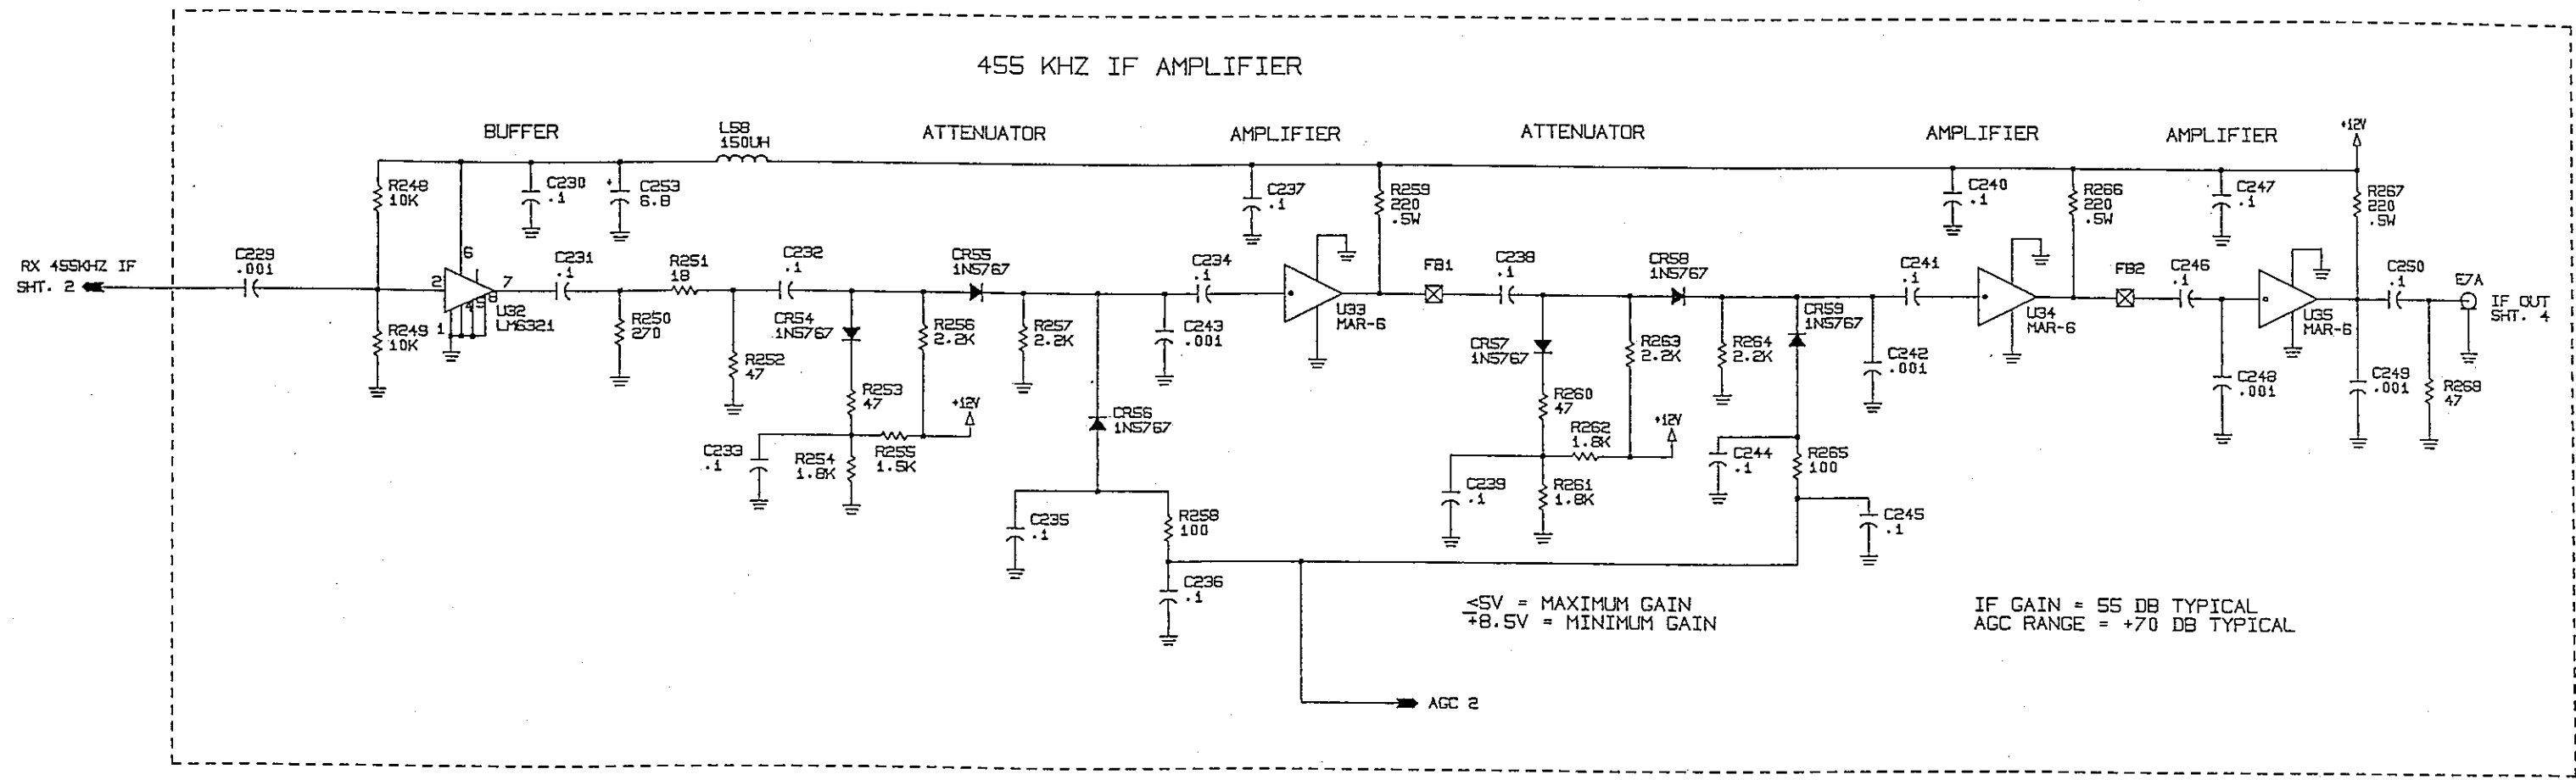 455 KHZ IF AMPLIFIER
BUFFER
L58
150UH
ATTENUATOR
AMPLIFIER
ATTENUATOR
AMPLIFIER
AMPLIFIER
+12V
R248
10K
C230
.1
+
C253
6.8
C237
.1
R259
220
.5W
C240
.1
R266
220
.5W
C247
.1
R267
220
.5W
RX 455KHZ IF
SHT. 2
C229
.001
2
6
7
1
4
5
8
U32
LM6321
C231
.1
R251
18
C232
.1
CR55
1N5767
C234
.1
U33
MAR-6
FB1
C238
.1
CR58
1N5767
C241
.1
U34
MAR-6
FB2
C246
.1
U35
MAR-6
C250
.1
E7A
IF OUT
SHT. 4
R249
10K
R250
270
R252
47
CR54
1N5767
R256
2.2K
R257
2.2K
C243
.001
CR57
1N5767
R263
2.2K
R264
2.2K
CR59
1N5767
C242
.001
C248
.001
C249
.001
R268
47
R253
47
+12V
CR56
1N5767
R260
47
+12V
C233
.1
R254
1.8K
R255
1.5K
R262
1.8K
C244
.1
R265
100
C235
.1
R258
100
C239
.1
R261
1.8K
C245
.1
C236
.1
<5V = MAXIMUM GAIN
+8.5V = MINIMUM GAIN
IF GAIN = 55 DB TYPICAL
AGC RANGE = +70 DB TYPICAL
AGC 2